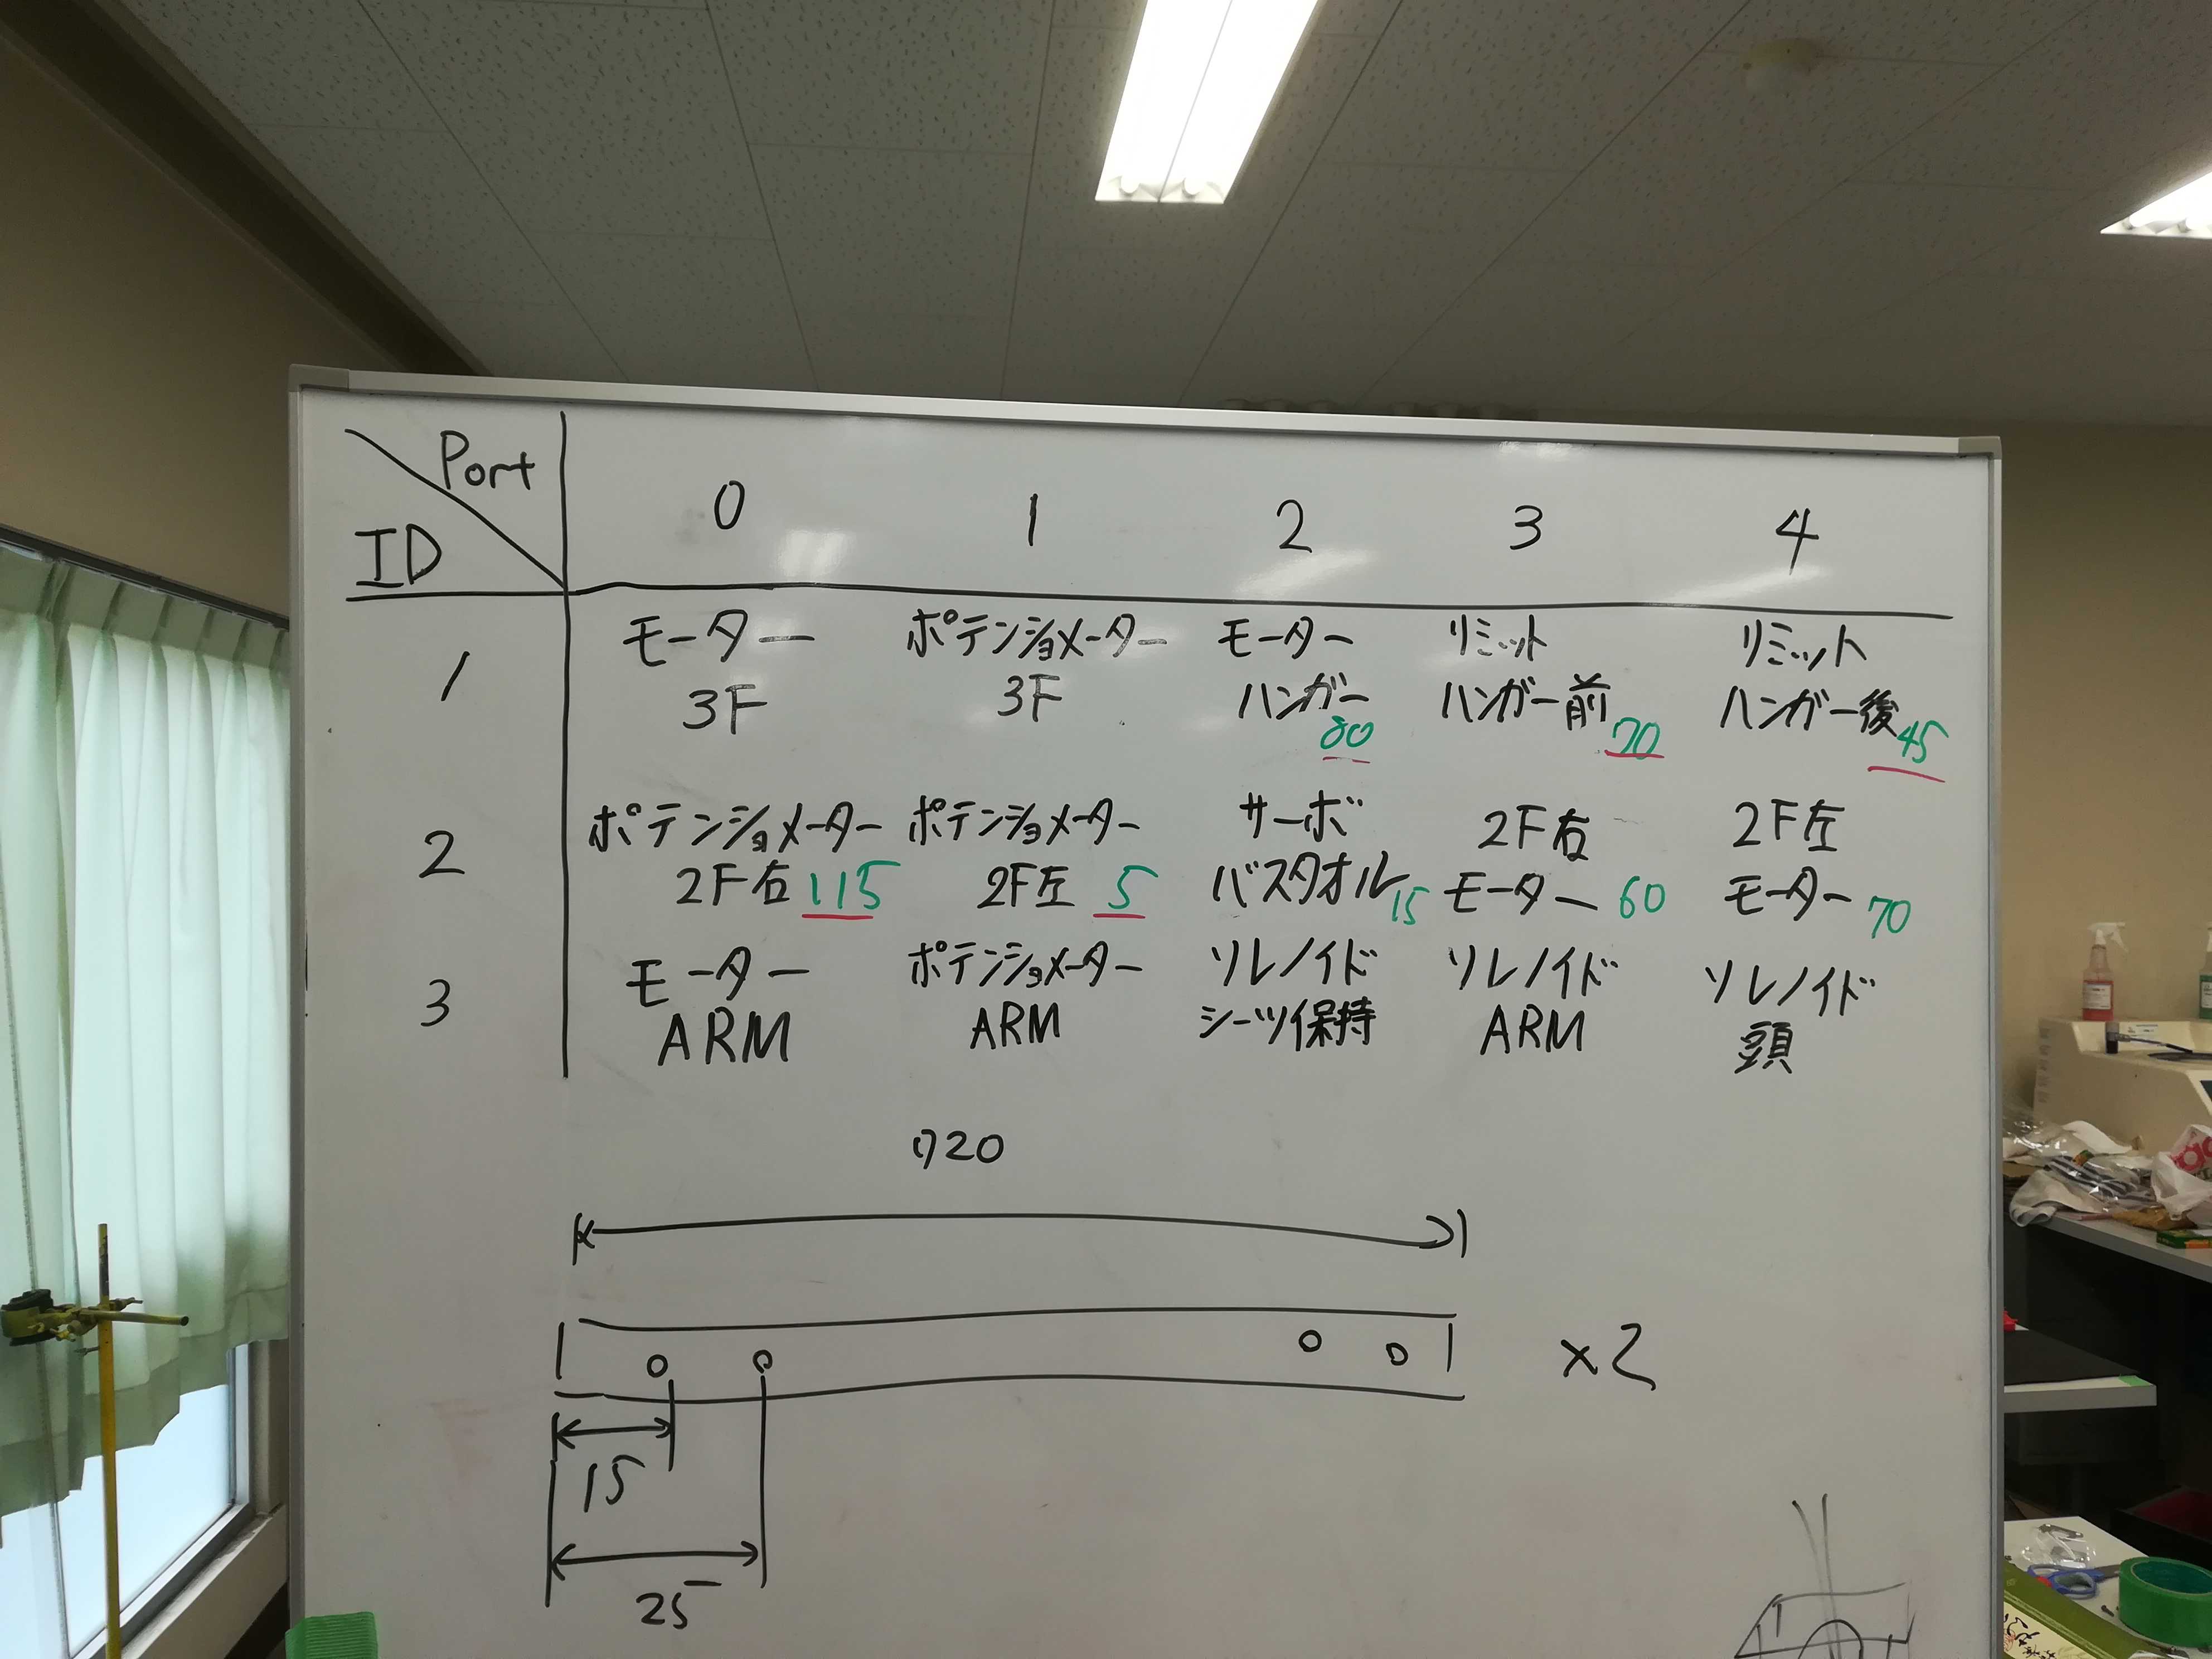 Port
ID
0 1 2 3 4
1
モーター ポテンショメーター モーター リミット リミット
3F 3F ハンガー ハンガー前 ハンガー後
80 70 45
2
ポテンショメーター ポテンショメーター サーボ 2F右 2F左
2F右 115 2F左 5 バスタオル 15 モーター 60 モーター 70
3
モーター ポテンショメーター ソレノイド ソレノイド ソレノイド
ARM ARM シーツ保持 ARM 頭
720
×2
15
25